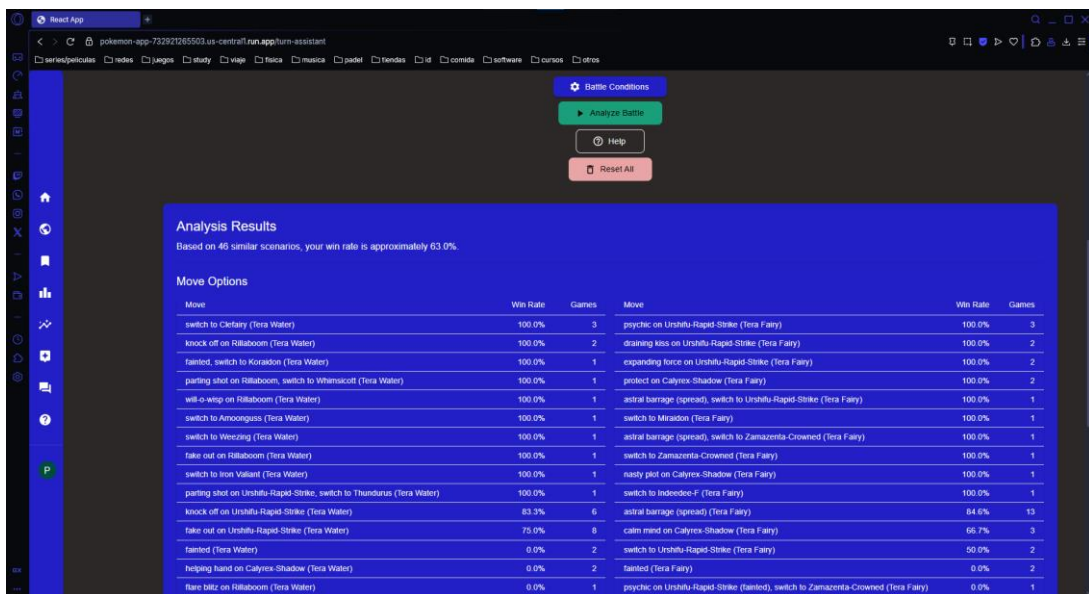 React App
pokemon-app-732921265503.us-central1.run.app/turn-assistant
series/peliculas redes juegos study viaje fisica musica padel tiendas id comida software cursos otros
Battle Conditions
Analyze Battle
Help
Reset All
Analysis Results
Based on 46 similar scenarios, your win rate is approximately 63.0%.
Move Options
Move Win Rate Games Move Win Rate Games
switch to Clefairy (Tera Water) 100.0% 3 psychic on Urshifu-Rapid-Strike (Tera Fairy) 100.0% 3
knock off on Rillaboom (Tera Water) 100.0% 2 draining kiss on Urshifu-Rapid-Strike (Tera Fairy) 100.0% 2
fainted, switch to Koraidon (Tera Water) 100.0% 1 expanding force on Urshifu-Rapid-Strike (Tera Fairy) 100.0% 2
parting shot on Rillaboom, switch to Whimsicott (Tera Water) 100.0% 1 protect on Calyrex-Shadow (Tera Fairy) 100.0% 2
will-o-wisp on Rillaboom (Tera Water) 100.0% 1 astral barrage (spread), switch to Urshifu-Rapid-Strike (Tera Fairy) 100.0% 1
switch to Amoonguss (Tera Water) 100.0% 1 switch to Miraidon (Tera Fairy) 100.0% 1
switch to Weezing (Tera Water) 100.0% 1 astral barrage (spread), switch to Zamazenta-Crowned (Tera Fairy) 100.0% 1
fake out on Rillaboom (Tera Water) 100.0% 1 switch to Zamazenta-Crowned (Tera Fairy) 100.0% 1
switch to Iron Valiant (Tera Water) 100.0% 1 nasty plot on Calyrex-Shadow (Tera Fairy) 100.0% 1
parting shot on Urshifu-Rapid-Strike, switch to Thundurus (Tera Water) 100.0% 1 switch to Indeedee-F (Tera Fairy) 100.0% 1
knock off on Urshifu-Rapid-Strike (Tera Water) 83.3% 6 astral barrage (spread) (Tera Fairy) 84.6% 13
fake out on Urshifu-Rapid-Strike (Tera Water) 75.0% 8 calm mind on Calyrex-Shadow (Tera Fairy) 66.7% 3
fainted (Tera Water) 0.0% 2 switch to Urshifu-Rapid-Strike (Tera Fairy) 50.0% 2
helping hand on Calyrex-Shadow (Tera Water) 0.0% 2 fainted (Tera Fairy) 0.0% 2
flare blitz on Rillaboom (Tera Water) 0.0% 1 psychic on Urshifu-Rapid-Strike (fainted), switch to Zamazenta-Crowned (Tera Fairy) 0.0% 1
P